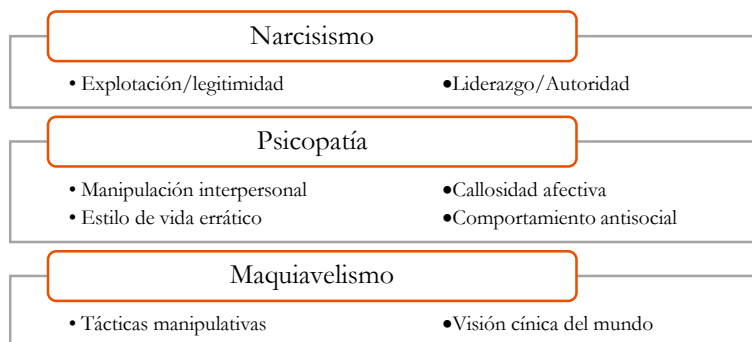 Narcisismo
• Explotación/legitimidad ●Liderazgo/Autoridad
Psicopatía
• Manipulación interpersonal ●Callosidad afectiva
• Estilo de vida errático ●Comportamiento antisocial
Maquiavelismo
• Tácticas manipulativas ●Visión cínica del mundo